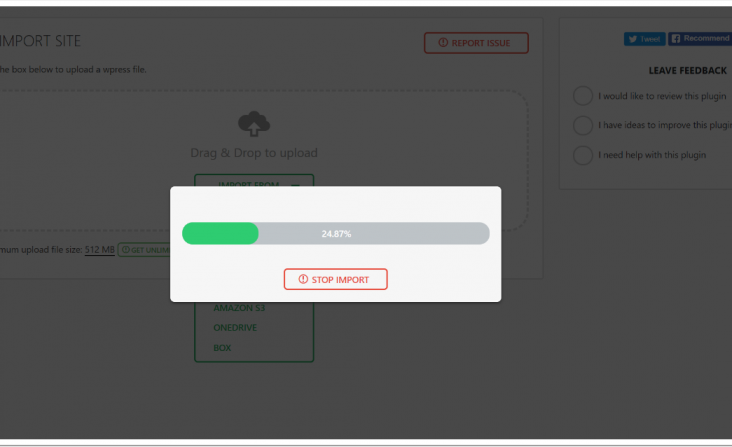 IMPORT SITE
REPORT ISSUE
Tweet
Recommend
he box below to upload a wpress file.
LEAVE FEEDBACK
I would like to review this plugin
I have ideas to improve this plugin
I need help with this plugin
Drag & Drop to upload
IMPORT FROM
24.87%
mum upload file size: 512 MB
GET UNLIM
STOP IMPORT
AMAZON S3
ONEDRIVE
BOX